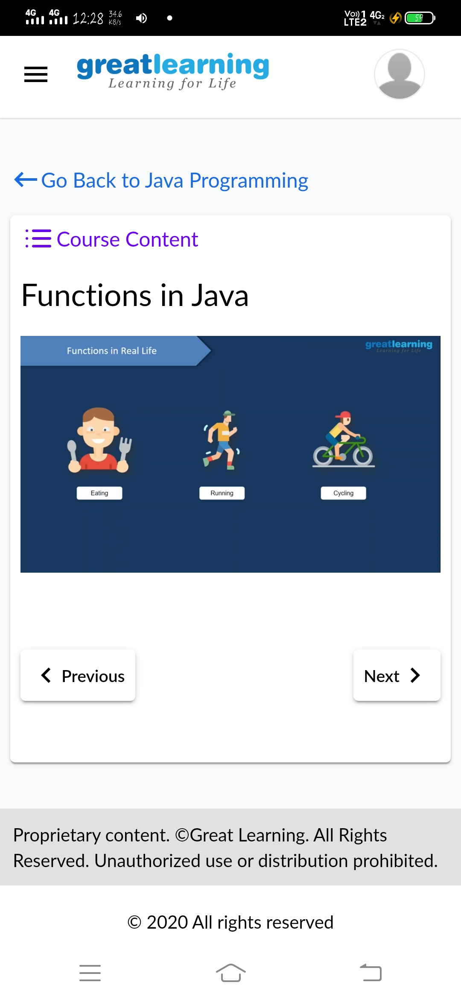 4G 4G 12:28 34.6 KB/s Vo)) 1 LTE2 4G2 59
greatlearning
Learning for Life
Go Back to Java Programming
Course Content
Functions in Java
Functions in Real Life
greatlearning
Learning for Life
Eating Running Cycling
Previous Next
Proprietary content. ©Great Learning. All Rights
Reserved. Unauthorized use or distribution prohibited.
© 2020 All rights reserved